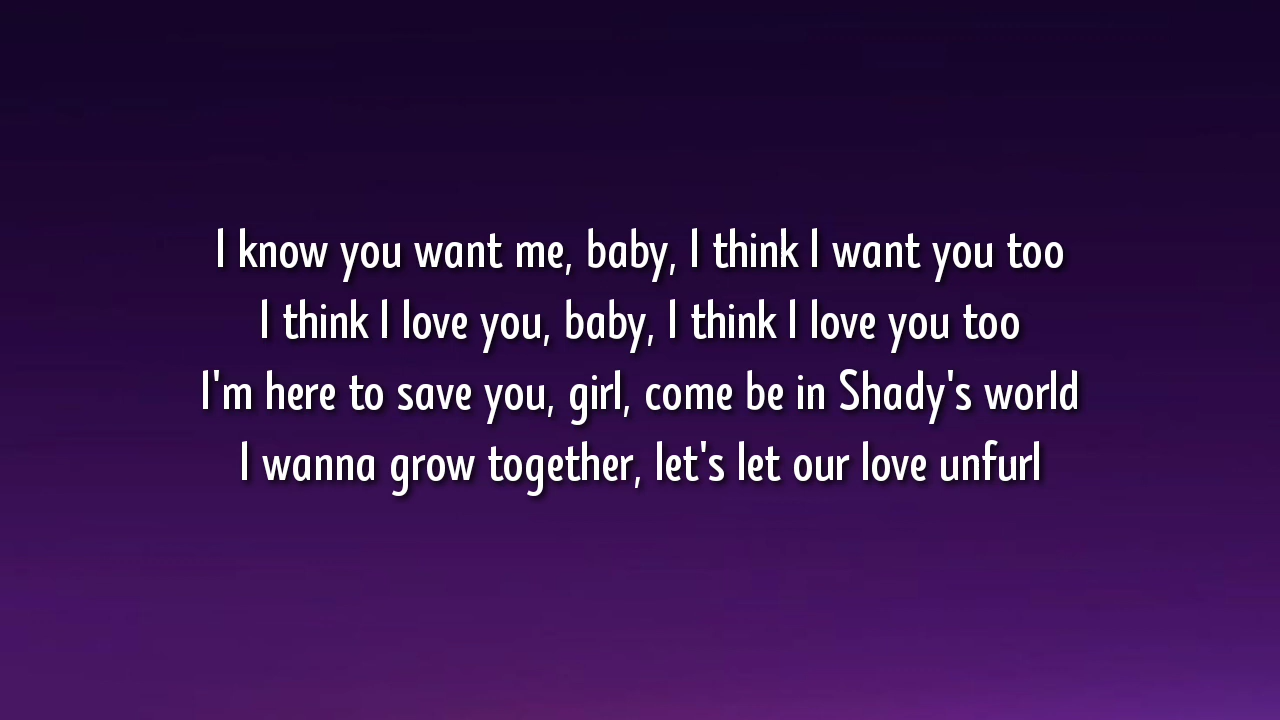 I know you want me, baby, I think I want you too
I think I love you, baby, I think I love you too
I'm here to save you, girl, come be in Shady's world
I wanna grow together, let's let our love unfurl